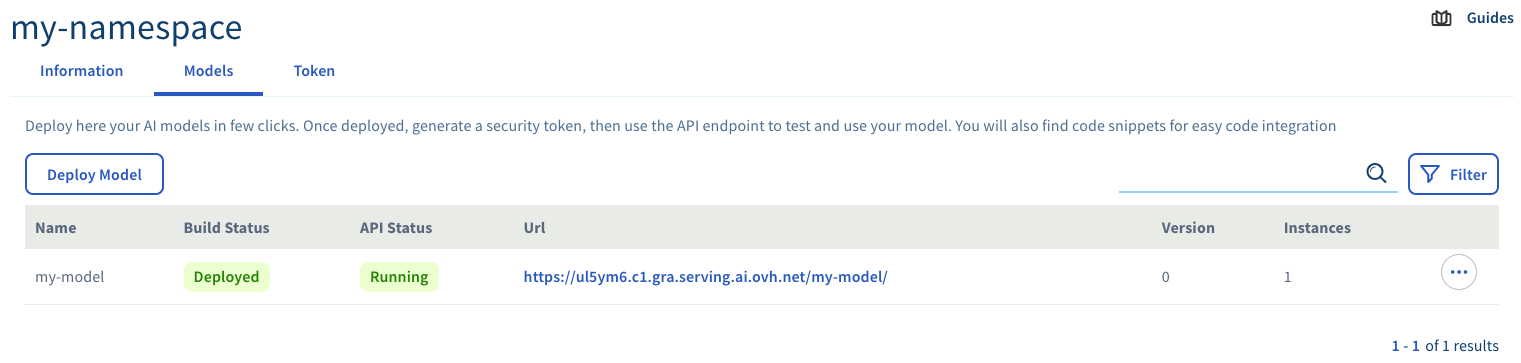 my-namespace
Guides
Information Models Token
Deploy here your AI models in few clicks. Once deployed, generate a security token, then use the API endpoint to test and use your model. You will also find code snippets for easy code integration
Deploy Model Filter
Name Build Status API Status Url Version Instances
my-model Deployed Running https://ul5ym6.c1.gra.serving.ai.ovh.net/my-model/ 0 1
1 - 1 of 1 results